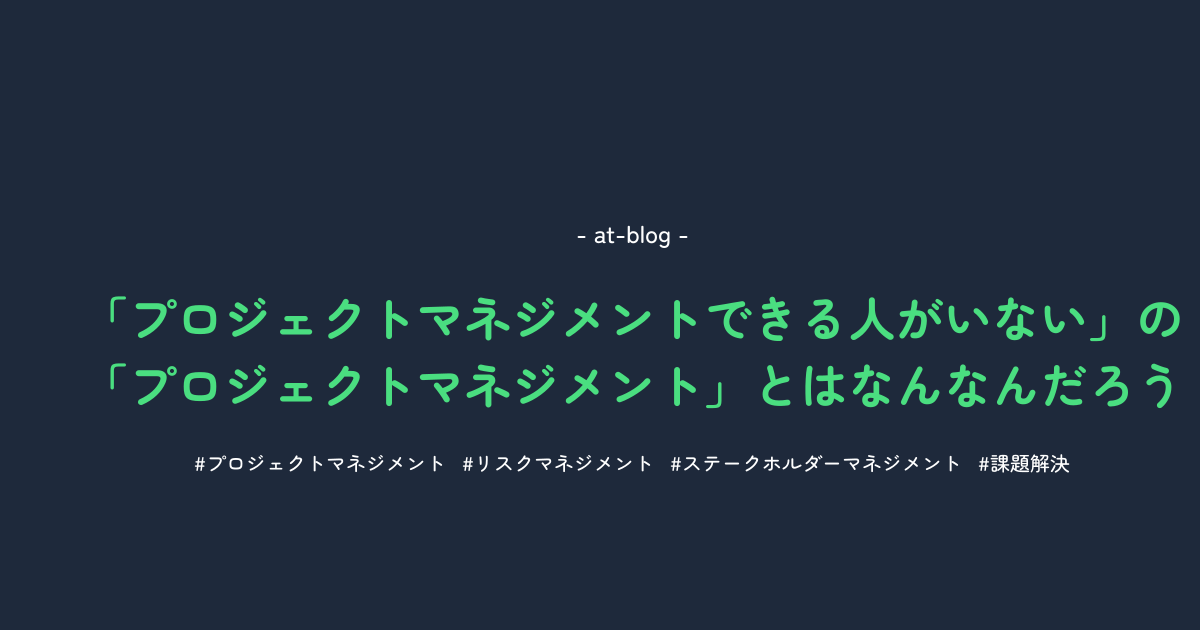 - at-blog -
「プロジェクトマネジメントできる人がいない」の
「プロジェクトマネジメント」とはなんなんだろう
#プロジェクトマネジメント #リスクマネジメント #ステークホルダーマネジメント #課題解決